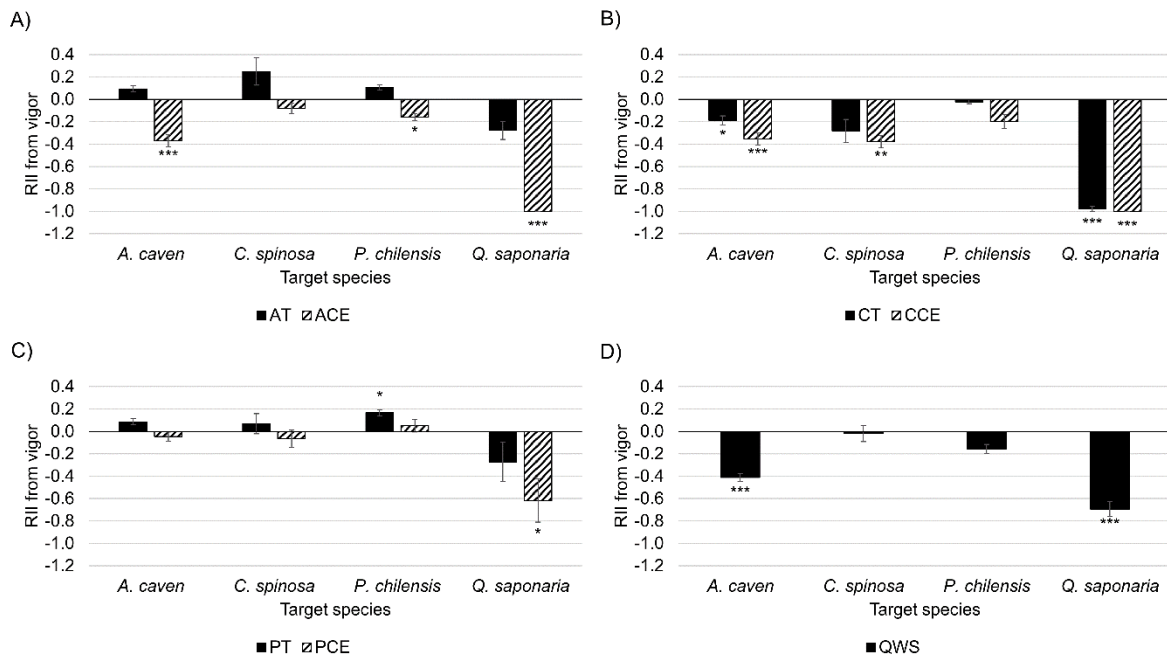 A)
RII from vigor
0.4
0.2
0.0
-0.2
-0.4
-0.6
-0.8
-1.0
-1.2
***
*
***
A. caven
C. spinosa
P. chilensis
Q. saponaria
Target species
AT
ACE
B)
RII from vigor
0.4
0.2
0.0
-0.2
-0.4
-0.6
-0.8
-1.0
-1.2
*
***
**
***
***
A. caven
C. spinosa
P. chilensis
Q. saponaria
Target species
CT
CCE
C)
RII from vigor
0.4
0.2
0.0
-0.2
-0.4
-0.6
-0.8
-1.0
-1.2
*
*
A. caven
C. spinosa
P. chilensis
Q. saponaria
Target species
PT
PCE
D)
RII from vigor
0.4
0.2
0.0
-0.2
-0.4
-0.6
-0.8
-1.0
-1.2
***
***
A. caven
C. spinosa
P. chilensis
Q. saponaria
Target species
QWS